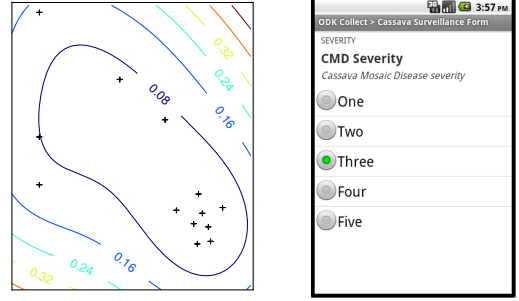 0.32
0.24
0.16
0.08
0.16
0.24
0.32
3G 3:57 PM
ODK Collect > Cassava Surveillance Form
SEVERITY
CMD Severity
Cassava Mosaic Disease severity
One
Two
Three
Four
Five